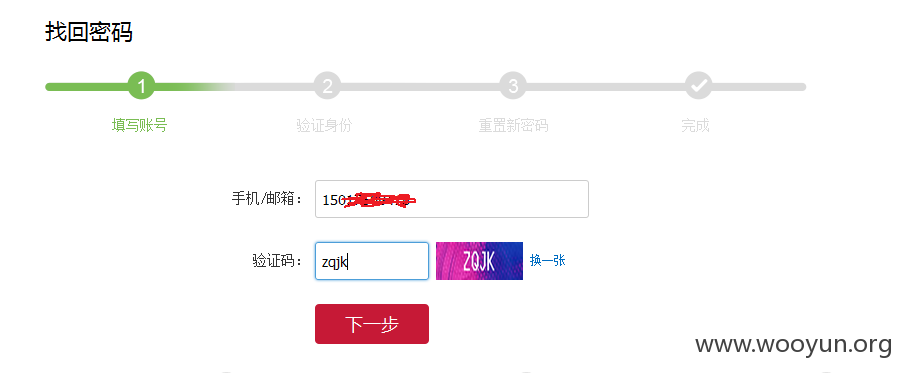 找回密码
1 2 3
填写账号 验证身份 重置新密码 完成
手机/邮箱： 150
验证码： zqjk ZQJK 换一张
下一步
www.wooyun.org